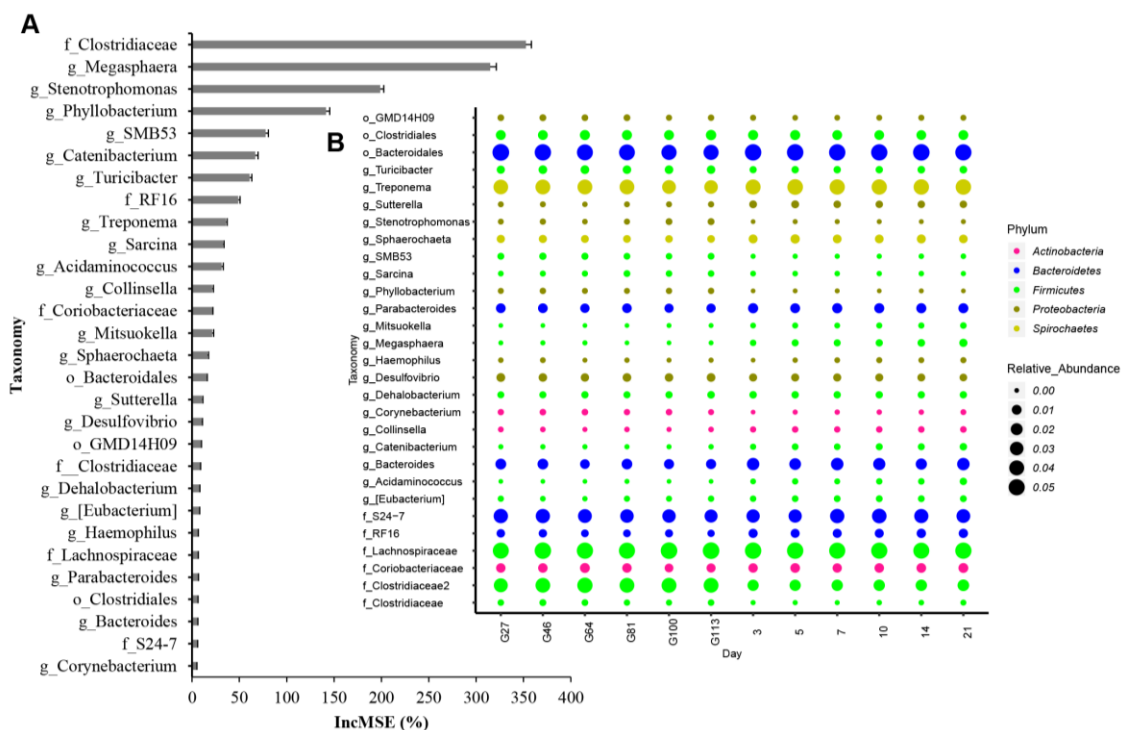 A
f_Clostridiaceae
g_Megasphaera
g_Stenotrophomonas
g_Phyllobacterium
g_SMB53
g_Catenibacterium
g_Turicibacter
f_RF16
g_Treponema
g_Sarcina
g_Acidaminococcus
g_Collinsella
f_Coriobacteriaceae
g_Mitsuokella
g_Sphaerochaeta
o_Bacteroidales
g_Sutterella
g_Desulfovibrio
o_GMD14H09
f__Clostridiaceae
g_Dehalobacterium
g_[Eubacterium]
g_Haemophilus
f_Lachnospiraceae
g_Parabacteroides
o_Clostridiales
g_Bacteroides
f_S24-7
g_Corynebacterium
Taxonomy
0 50 100 150 200 250 300 350 400
IncMSE (%)
B
o_GMD14H09
o_Clostridiales
o_Bacteroidales
g_Turicibacter
g_Treponema
g_Sutterella
g_Stenotrophomonas
g_Sphaerochaeta
g_SMB53
g_Sarcina
g_Phyllobacterium
g_Parabacteroides
g_Mitsuokella
g_Megasphaera
g_Haemophilus
g_Desulfovibrio
g_Dehalobacterium
g_Corynebacterium
g_Collinsella
g_Catenibacterium
g_Bacteroides
g_Acidaminococcus
g_[Eubacterium]
f_S24−7
f_RF16
f_Lachnospiraceae
f_Coriobacteriaceae
f_Clostridiaceae2
f_Clostridiaceae
Taxonomy
G27 G46 G64 G81 G100 G113 3 5 7 10 14 21
Day
Phylum
Actinobacteria
Bacteroidetes
Firmicutes
Proteobacteria
Spirochaetes
Relative_Abundance
0.00
0.01
0.02
0.03
0.04
0.05